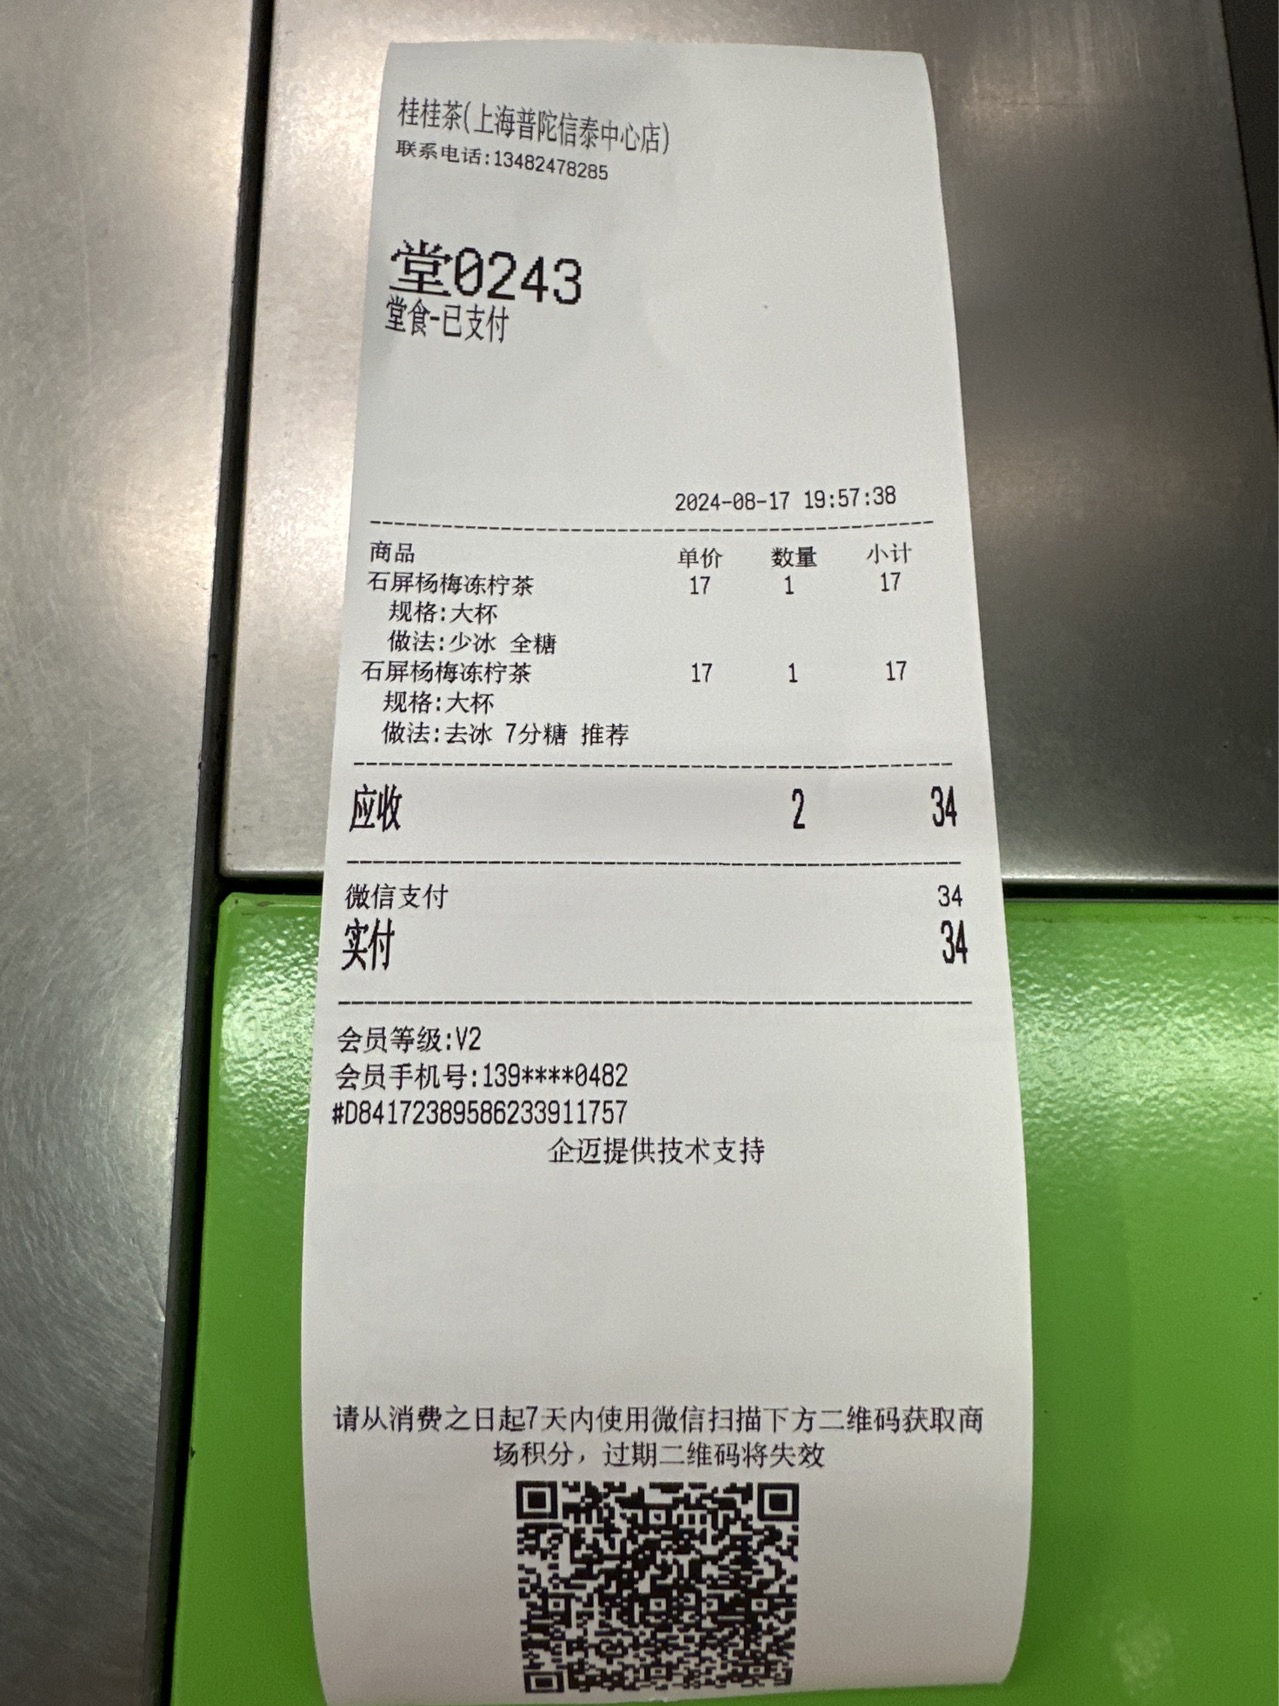 桂桂茶(上海普陀信泰中心店)
联系电话:13482478285
堂0243
堂食-已支付
2024-08-17 19:57:38
商品 单价 数量 小计
石屏杨梅冻柠茶 17 1 17
规格:大杯
做法:少冰 全糖
石屏杨梅冻柠茶 17 1 17
规格:大杯
做法:去冰 7分糖 推荐
应收 2 34
微信支付 34
实付 34
会员等级:V2
会员手机号:139****0482
#D84172389586233911757
企迈提供技术支持
请从消费之日起7天内使用微信扫描下方二维码获取商
场积分，过期二维码将失效